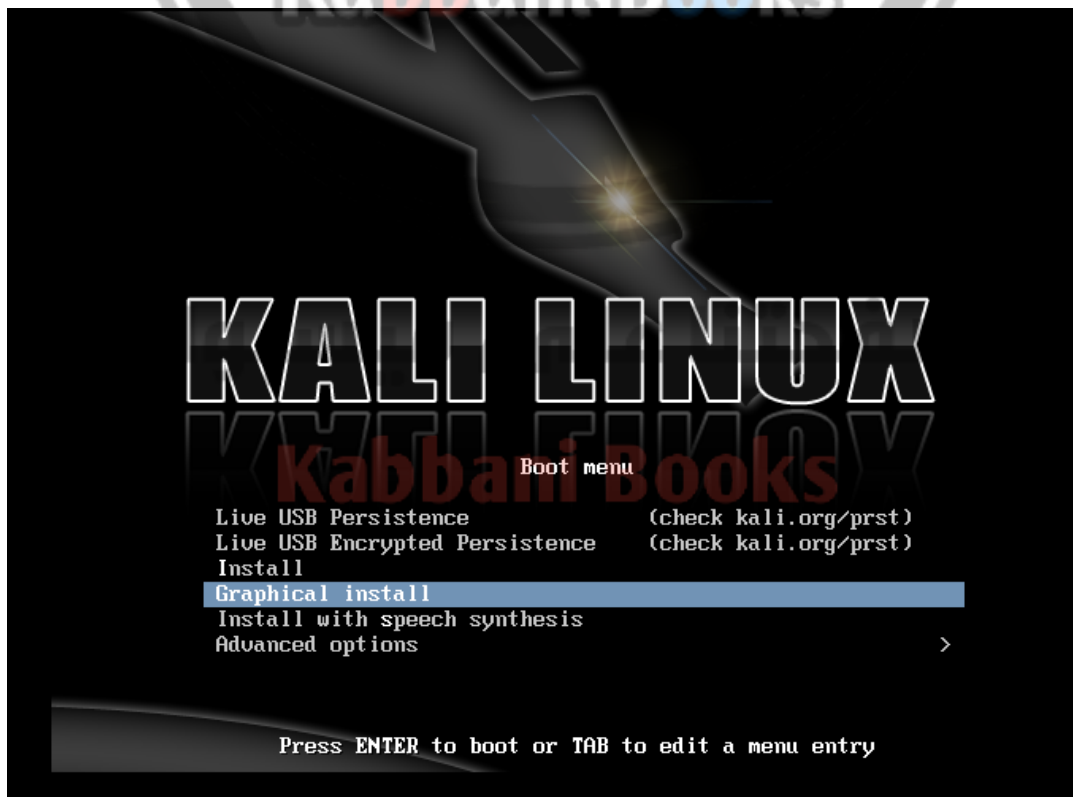 Kabbani Books
KALI LINUX
Kabbani Books
Boot menu
Live USB Persistence (check kali.org/prst)
Live USB Encrypted Persistence (check kali.org/prst)
Install
Graphical install
Install with speech synthesis
Advanced options >
Press ENTER to boot or TAB to edit a menu entry